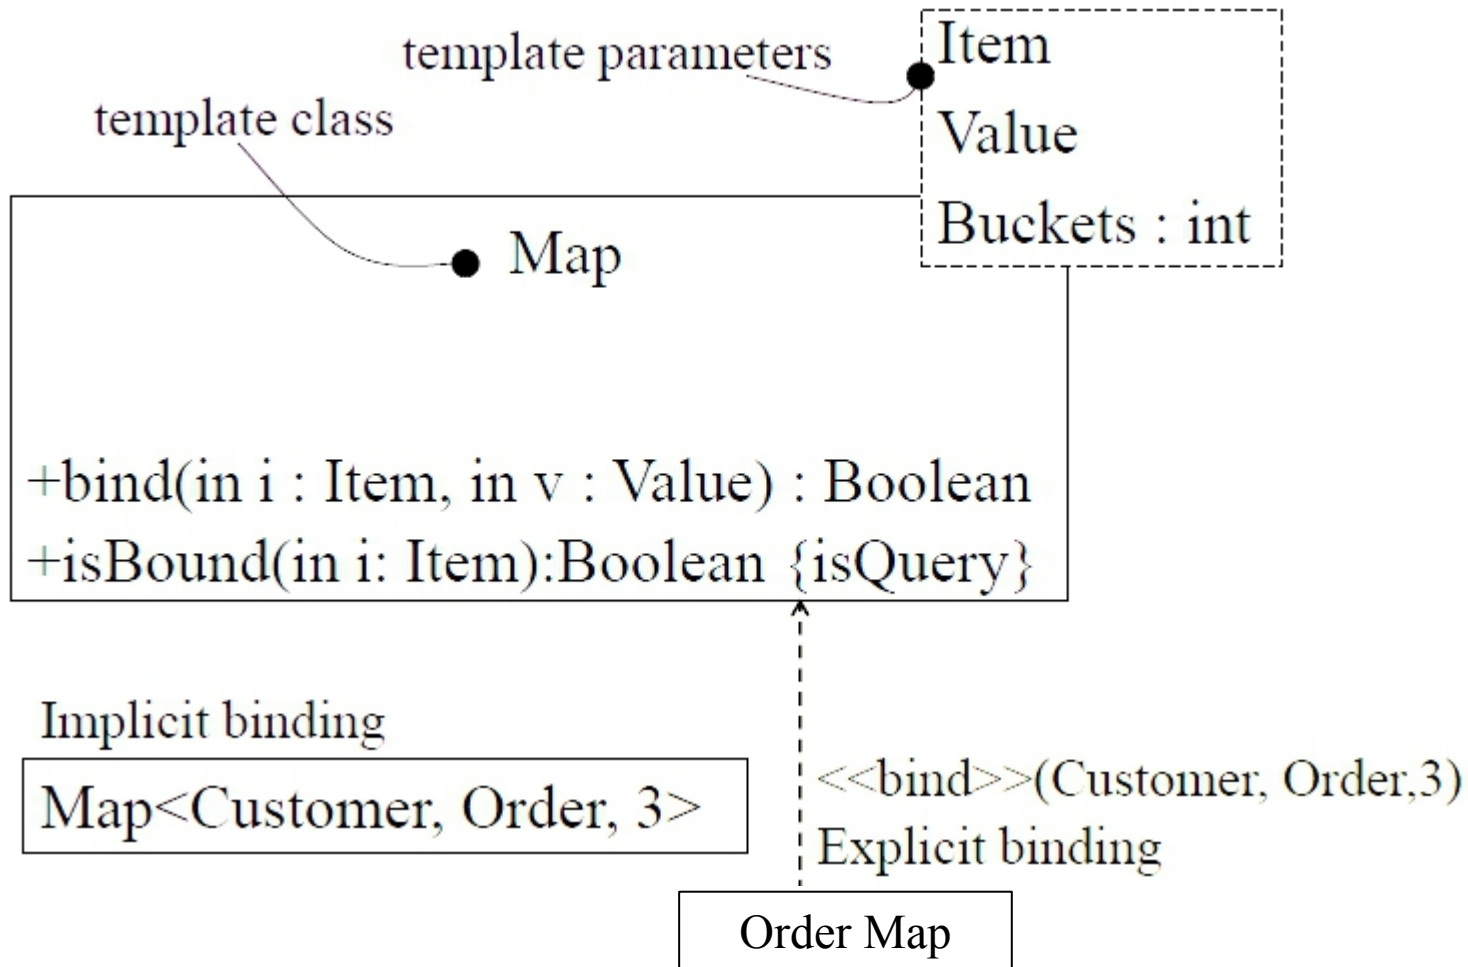 template parameters
template class
Item
Value
Buckets : int
Map
+bind(in i : Item, in v : Value) : Boolean
+isBound(in i: Item):Boolean {isQuery}
Implicit binding
Map<Customer, Order, 3>
<<bind>>(Customer, Order,3)
Explicit binding
Order Map